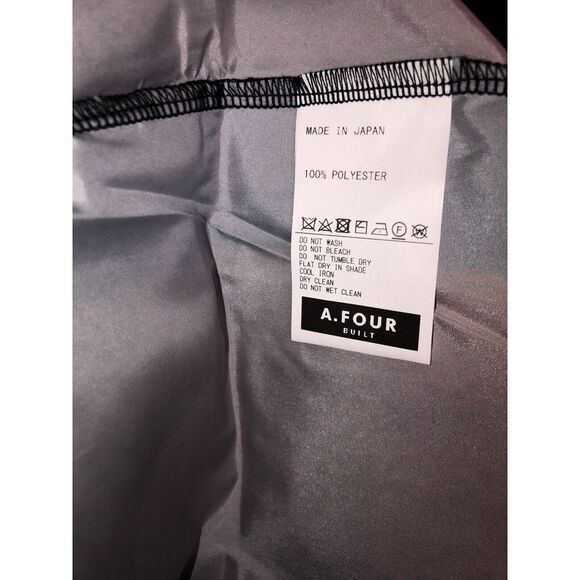 MADE IN JAPAN
100% POLYESTER
F W
DO NOT WASH
DO NOT BLEACH
DO NOT TUMBLE DRY
FLAT DRY IN SHADE
COOL IRON
DRY CLEAN
DO NOT WET CLEAN
A.FOUR
BUILT